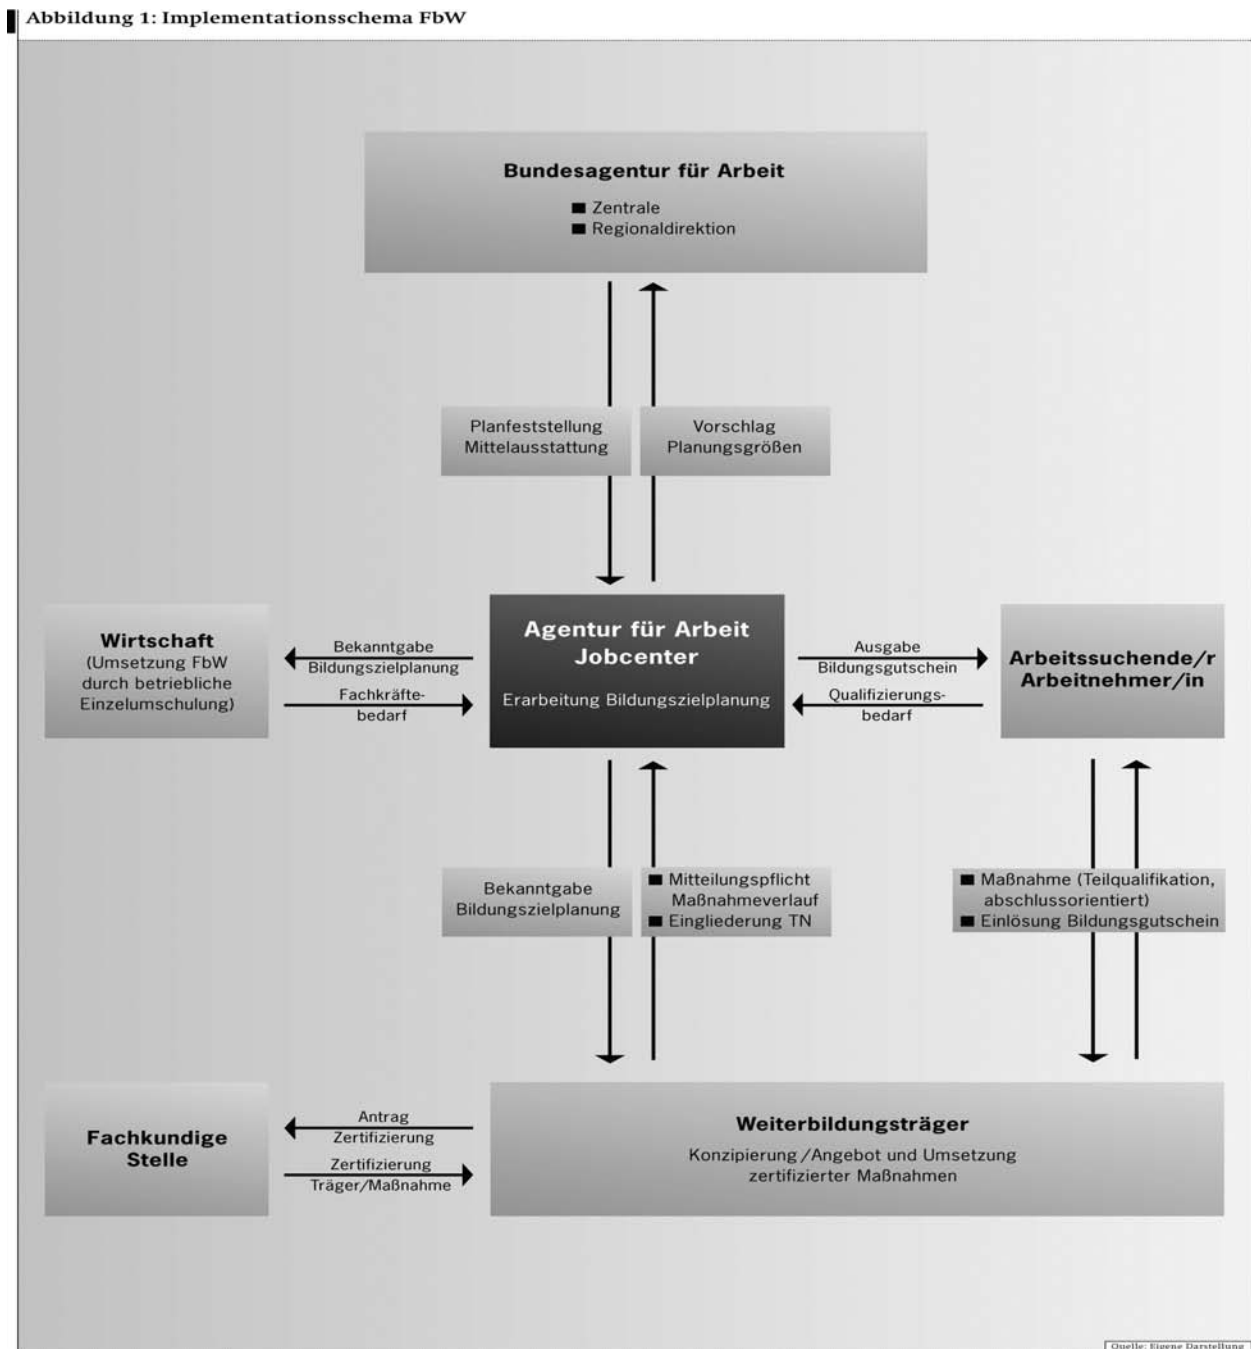 Abbildung 1: Implementationsschema FbW
Bundesagentur für Arbeit
■ Zentrale
■ Regionaldirektion
Planfeststellung
Mittelausstattung
Vorschlag
Planungsgrößen
Wirtschaft
(Umsetzung FbW
durch betriebliche
Einzelumschulung)
Bekanntgabe
Bildungszielplanung
Fachkräfte-
bedarf
Agentur für Arbeit
Jobcenter
Erarbeitung Bildungszielplanung
Ausgabe
Bildungsgutschein
Qualifizierungs-
bedarf
Arbeitssuchende/r
Arbeitnehmer/in
Bekanntgabe
Bildungszielplanung
■ Mitteilungspflicht
Maßnahmeverlauf
■ Eingliederung TN
■ Maßnahme (Teilqualifikation,
abschlussorientiert)
■ Einlösung Bildungsgutschein
Fachkundige
Stelle
Antrag
Zertifizierung
Zertifizierung
Träger/Maßnahme
Weiterbildungsträger
Konzipierung/Angebot und Umsetzung
zertifizierter Maßnahmen
Quelle: Eigene Darstellung